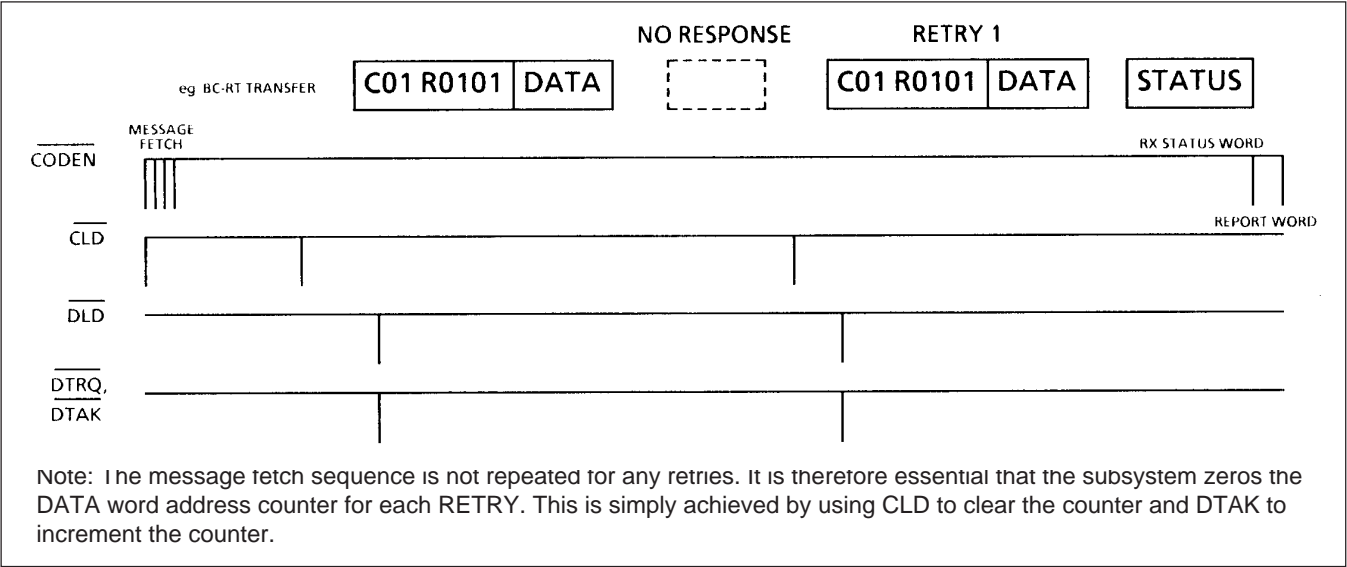 NO RESPONSE RETRY 1
eg BC-RT TRANSFER C01 R0101 DATA C01 R0101 DATA STATUS
MESSAGE
FETCH
CODEN RX STATUS WORD
REPORT WORD
CLD
DLD
DTRQ,
DTAK
Note: The message fetch sequence is not repeated for any retries. It is therefore essential that the subsystem zeros the
DATA word address counter for each RETRY. This is simply achieved by using CLD to clear the counter and DTAK to
increment the counter.